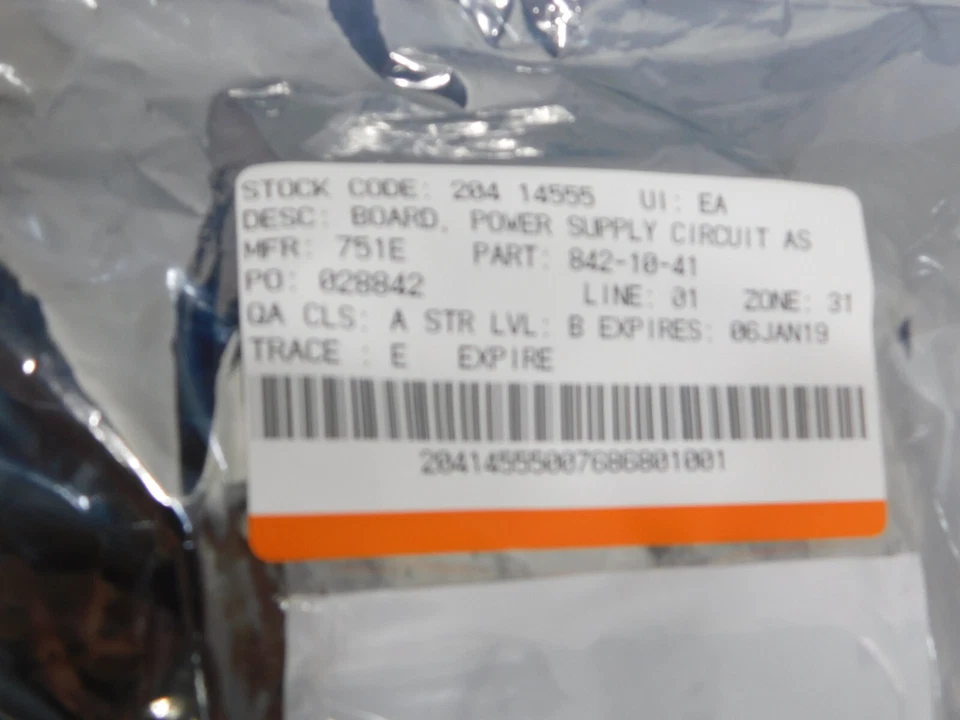 STOCK CODE: 204 14555 UI: EA
DESC: BOARD, POWER SUPPLY CIRCUIT AS
MFR: 751E PART: 842-10-41
PO: 028842 LINE: 01 ZONE: 31
QA CLS: A STR LVL: B EXPIRES: 06JAN19
TRACE : E EXPIRE
20414555007686801001